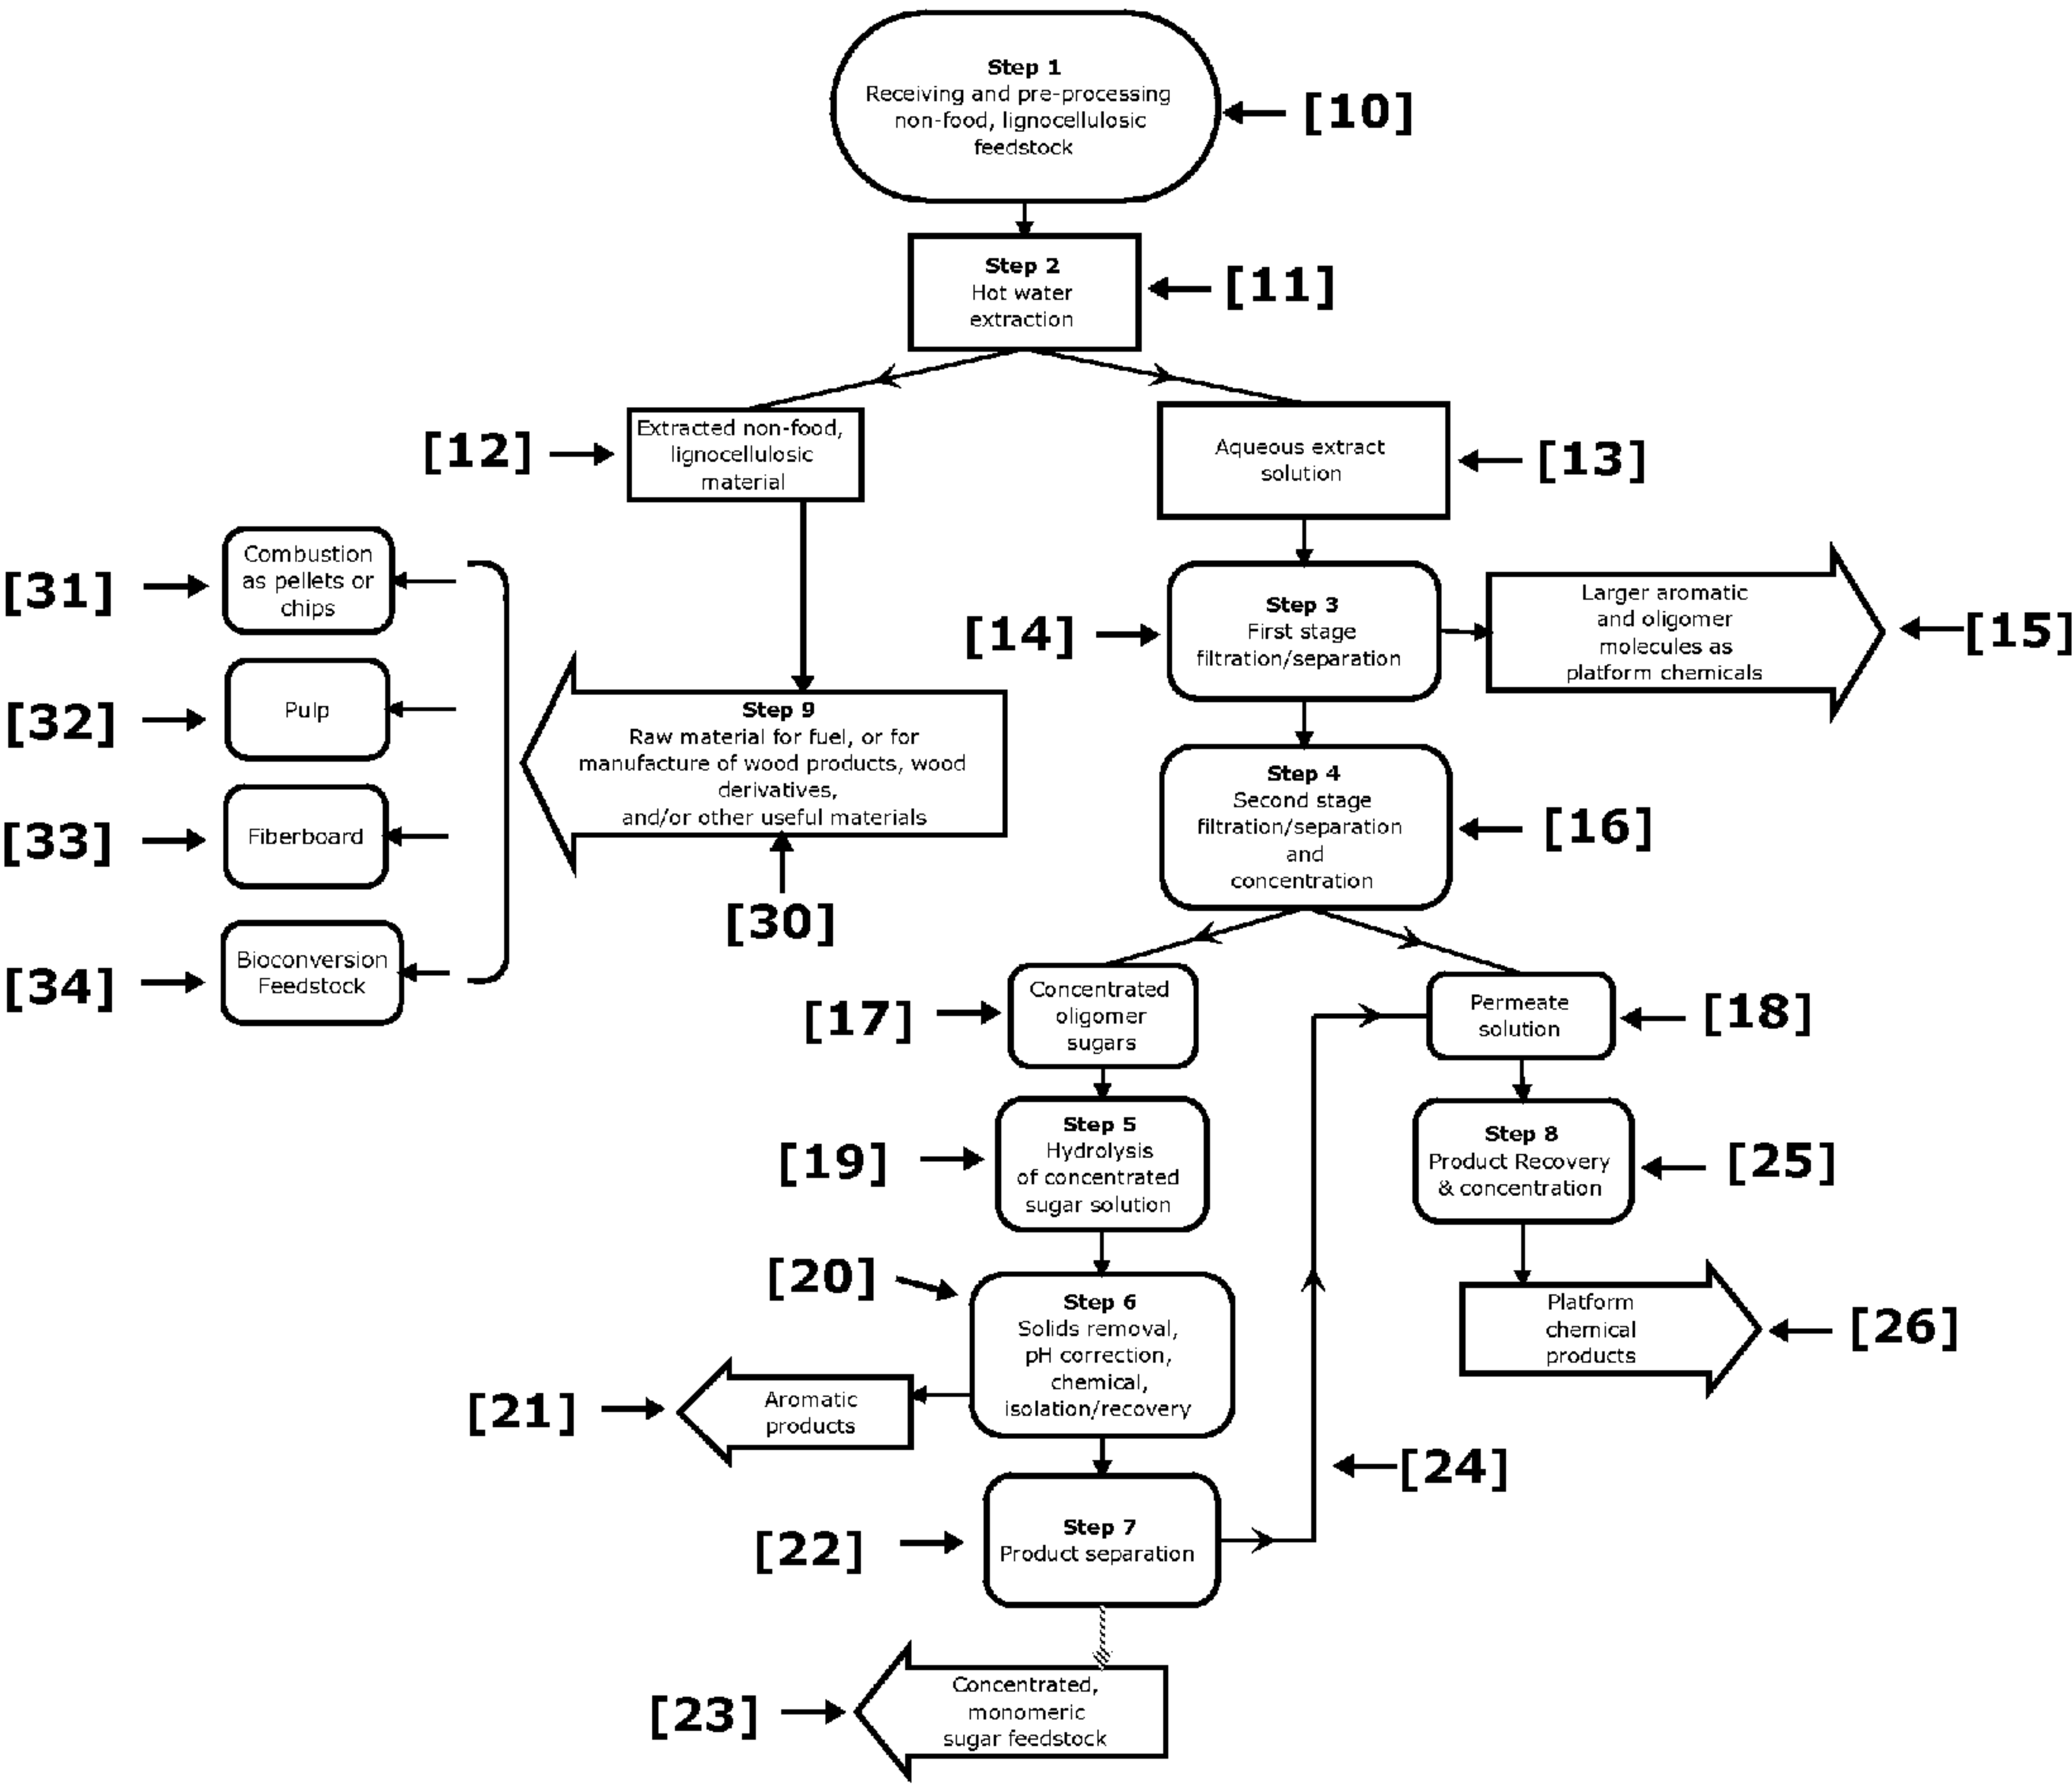 Step 1
Receiving and pre-processing
non-food, lignocellulosic
feedstock
[10]
Step 2
Hot water
extraction
[11]
[12]
Extracted non-food,
lignocellulosic
material
Aqueous extract
solution
[13]
[31]
Combustion
as pellets or
chips
[32]
Pulp
[33]
Fiberboard
[34]
Bioconversion
Feedstock
Step 9
Raw material for fuel, or for
manufacture of wood products, wood
derivatives,
and/or other useful materials
[30]
[14]
Step 3
First stage
filtration/separation
Larger aromatic
and oligomer
molecules as
platform chemicals
[15]
Step 4
Second stage
filtration/separation
and
concentration
[16]
[17]
Concentrated
oligomer
sugars
Permeate
solution
[18]
[19]
Step 5
Hydrolysis
of concentrated
sugar solution
Step 8
Product Recovery
& concentration
[25]
[20]
Step 6
Solids removal,
pH correction,
chemical,
isolation/recovery
Platform
chemical
products
[26]
[21]
Aromatic
products
[24]
[22]
Step 7
Product separation
[23]
Concentrated,
monomeric
sugar feedstock